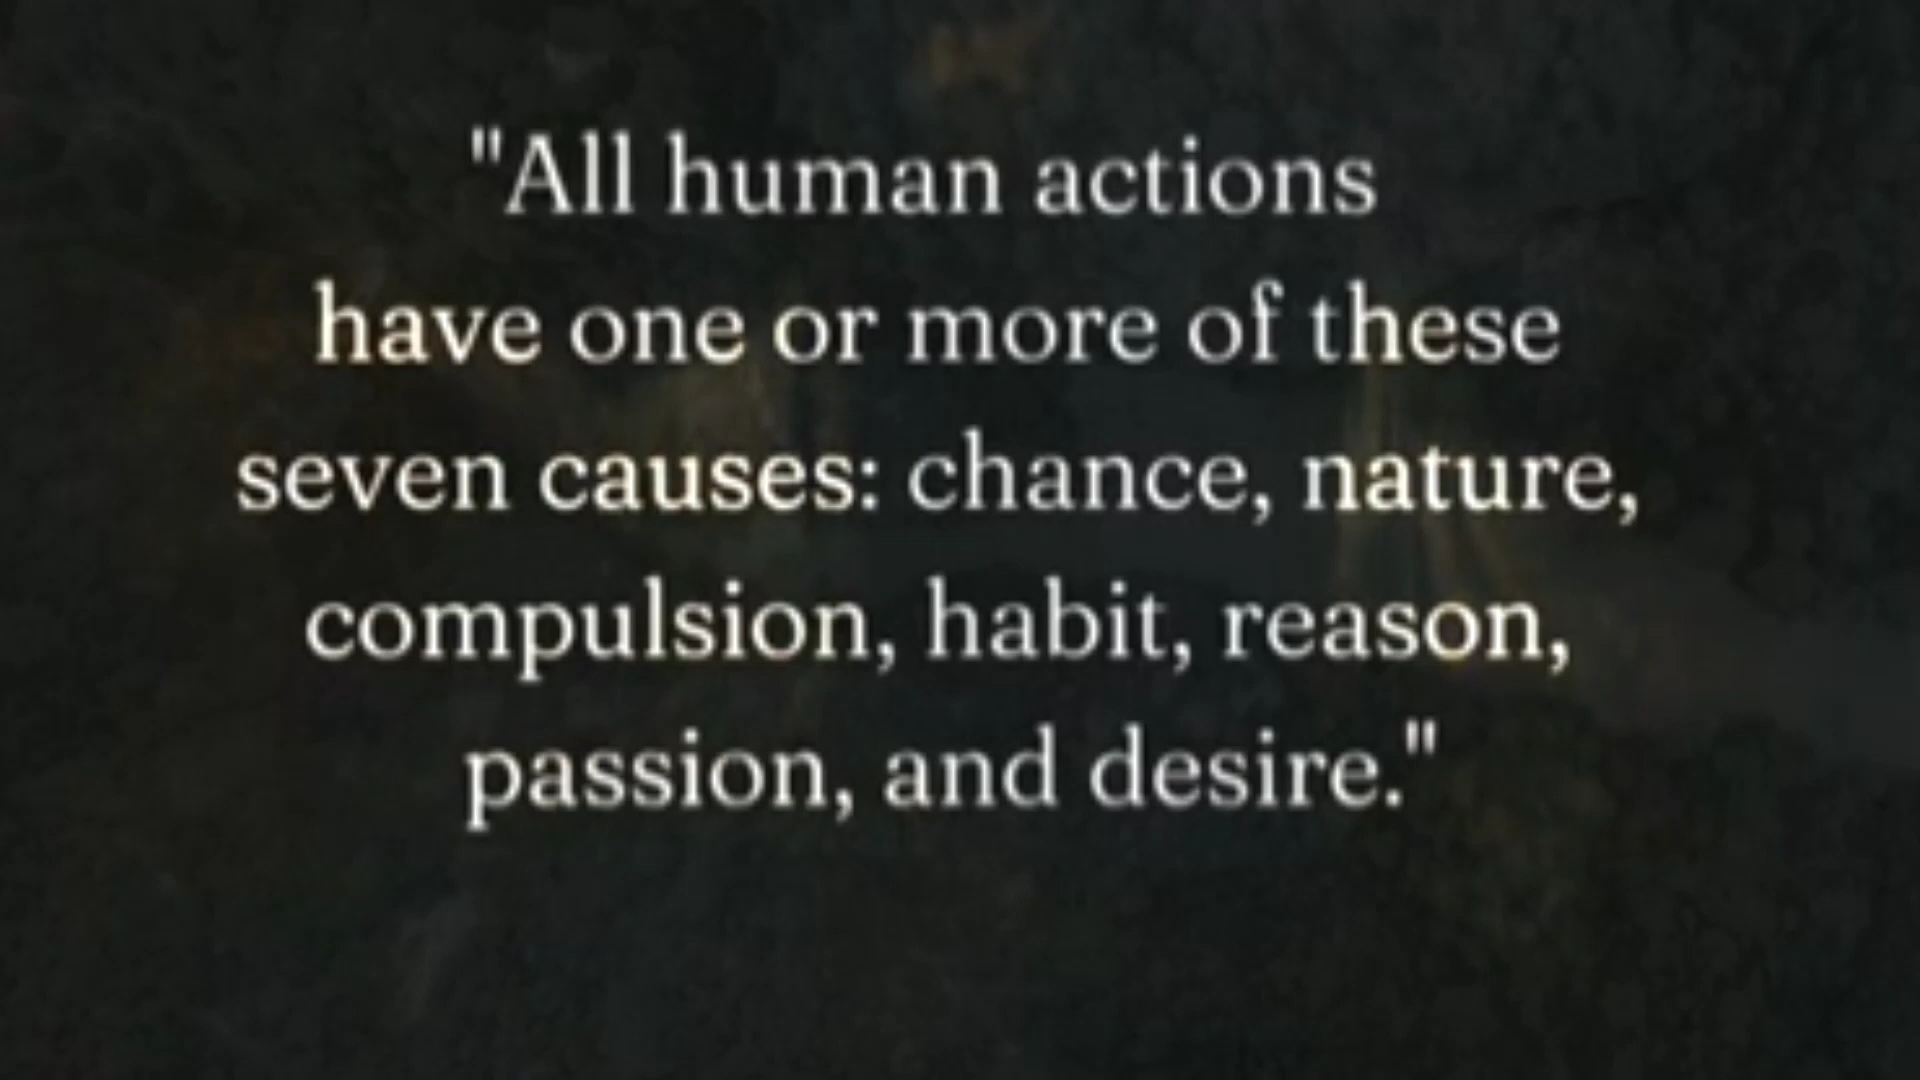 "All human actions
have one or more of these
seven causes: chance, nature,
compulsion, habit, reason,
passion, and desire."